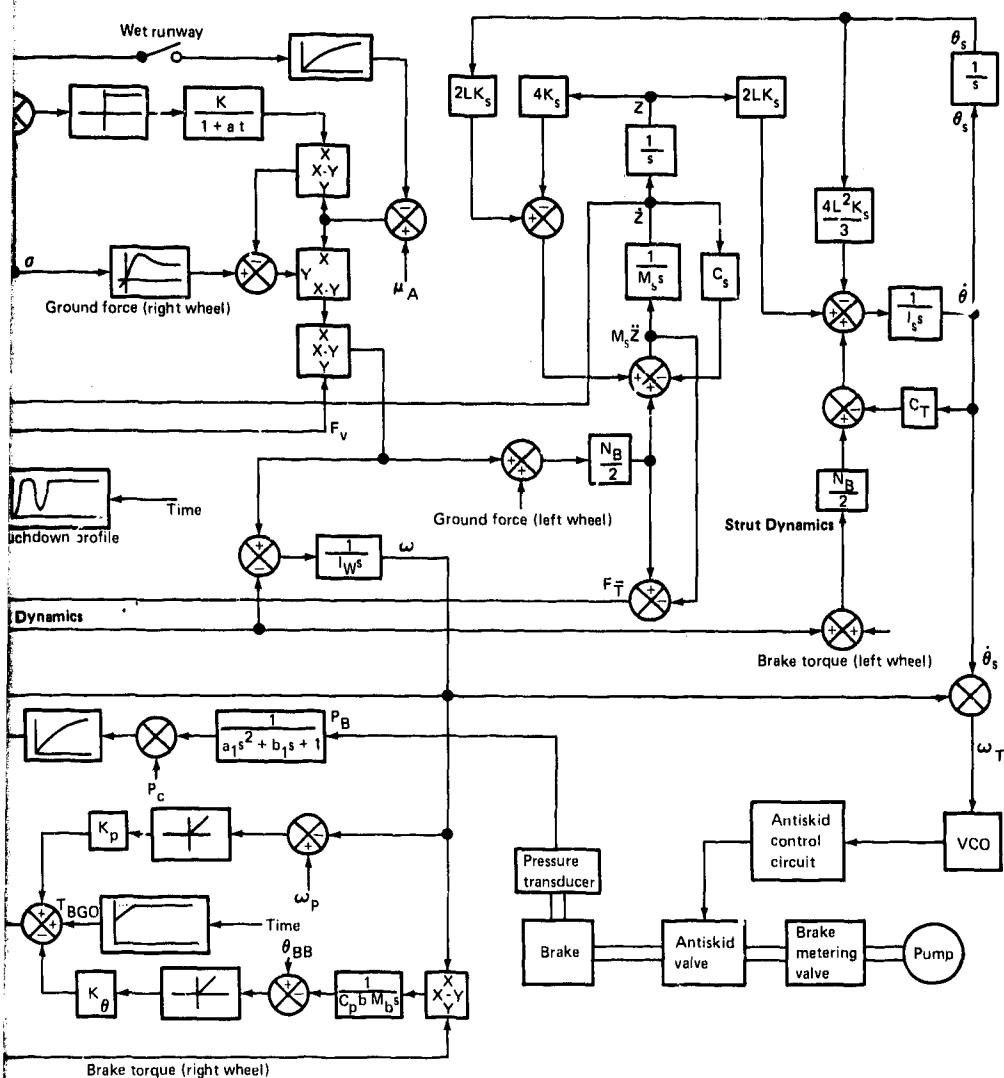 Wet runway
K
1 + a t
X
X·Y
Y
−
+
μ_A
σ
Ground force (right wheel)
+
−
X
Y
X·Y
X
X·Y
Y
F_v
Time
uchdown profile
Dynamics
+
−
1
I_W s
ω
2LK_s
4K_s
Z
2LK_s
1
s
ż
+
−
1
M_s s
C_s
M_s z̈
+
+
−
Ground force (left wheel)
+
+
N_B
2
F_T̄
+
−
θ_s
1
s
θ_s
4L²K_s
3
−
+
+
1
I_s s
θ̇
C_T
+
−
N_B
2
Strut Dynamics
+
+
Brake torque (left wheel)
θ̇_s
ω_T
VCO
Antiskid
control
circuit
1
a₁s² + b₁s + 1
P_B
P_c
K_p
−
+
ω_p
T_BGO
+
+
−
Time
K_θ
θ_BB
+
−
1
C_p b M_b s
X
X·Y
Y
Brake torque (right wheel)
Pressure
transducer
Brake
Antiskid
valve
Brake
metering
valve
Pump